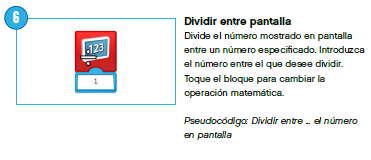 6
Dividir entre pantalla
Divide el número mostrado en pantalla
entre un número especificado. Introduzca
el número entre el que desee dividir.
Toque el bloque para cambiar la
operación matemática.
123
1
Pseudocódigo: Dividir entre ... el número
en pantalla